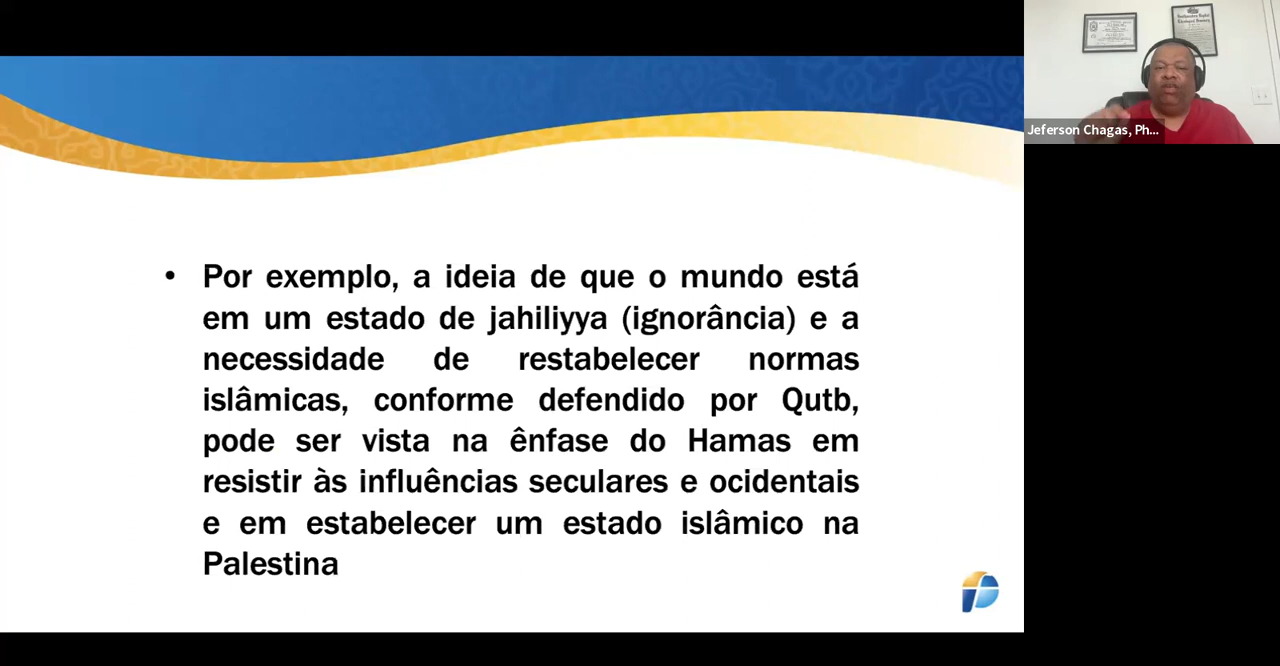 Jeferson Chagas, Ph...
• Por exemplo, a ideia de que o mundo está
em um estado de jahiliyya (ignorância) e a
necessidade de restabelecer normas
islâmicas, conforme defendido por Qutb,
pode ser vista na ênfase do Hamas em
resistir às influências seculares e ocidentais
e em estabelecer um estado islâmico na
Palestina